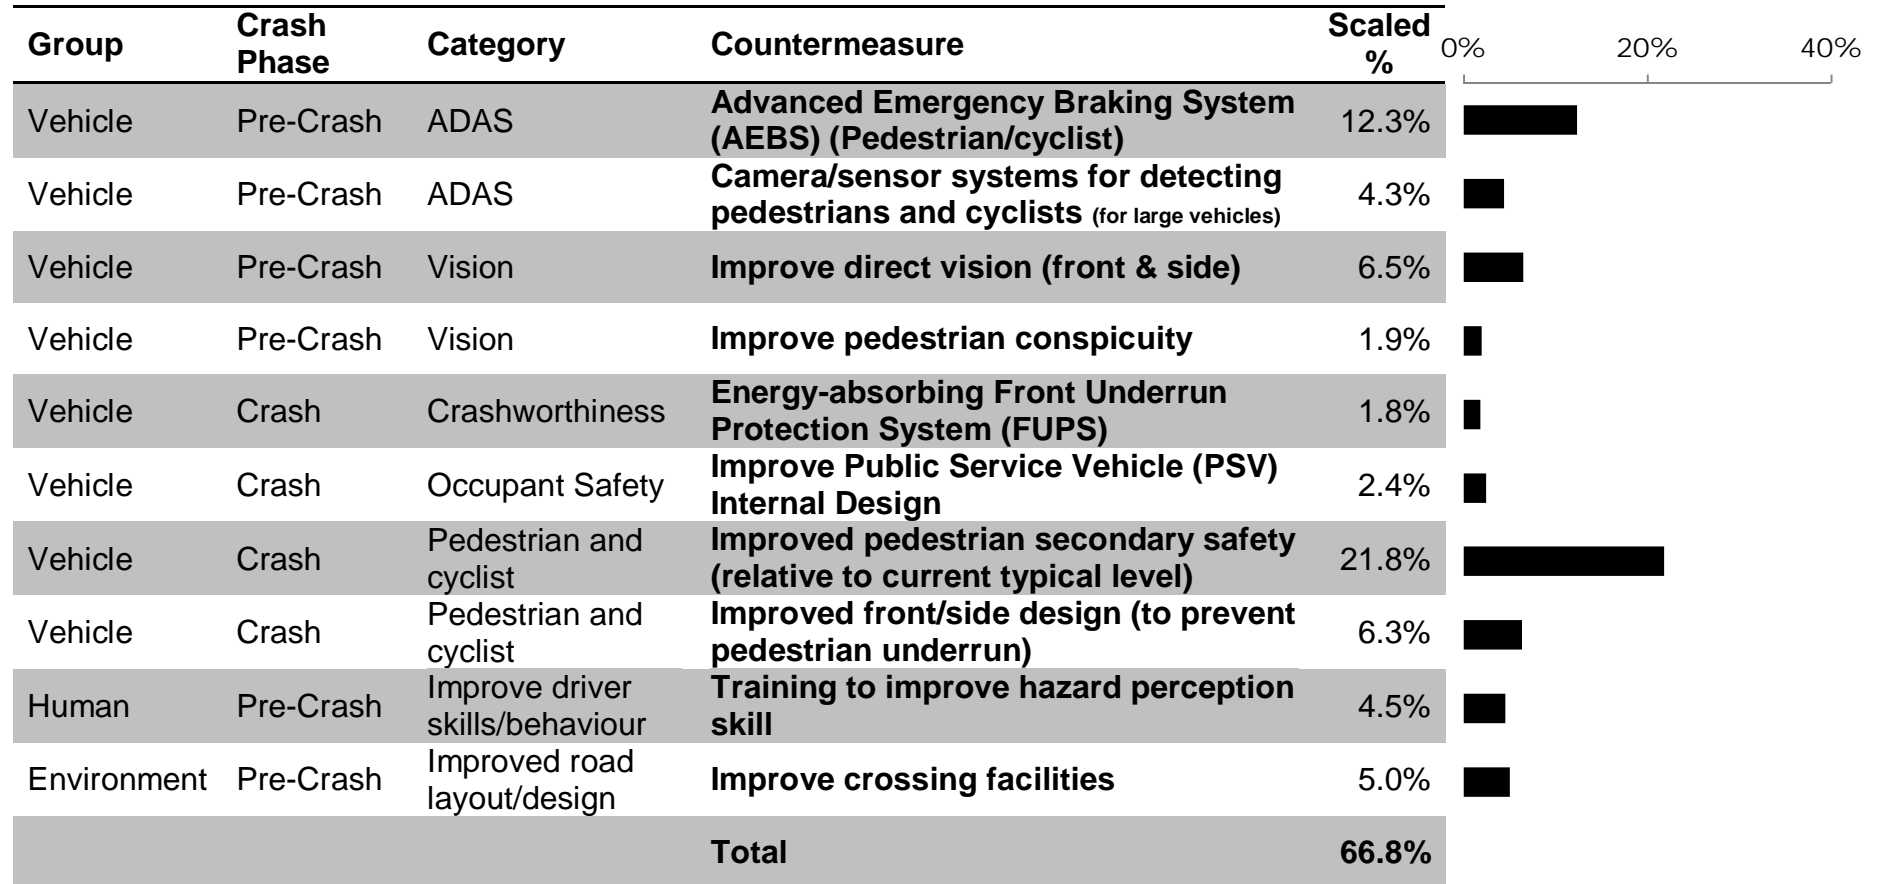 Group Crash Phase Category Countermeasure Scaled % 0% 20% 40%
Vehicle Pre-Crash ADAS Advanced Emergency Braking System
(AEBS) (Pedestrian/cyclist) 12.3%
Vehicle Pre-Crash ADAS Camera/sensor systems for detecting
pedestrians and cyclists (for large vehicles) 4.3%
Vehicle Pre-Crash Vision Improve direct vision (front & side) 6.5%
Vehicle Pre-Crash Vision Improve pedestrian conspicuity 1.9%
Vehicle Crash Crashworthiness Energy-absorbing Front Underrun
Protection System (FUPS) 1.8%
Vehicle Crash Occupant Safety Improve Public Service Vehicle (PSV)
Internal Design 2.4%
Vehicle Crash Pedestrian and cyclist Improved pedestrian secondary safety
(relative to current typical level) 21.8%
Vehicle Crash Pedestrian and cyclist Improved front/side design (to prevent
pedestrian underrun) 6.3%
Human Pre-Crash Improve driver skills/behaviour Training to improve hazard perception
skill 4.5%
Environment Pre-Crash Improved road layout/design Improve crossing facilities 5.0%
Total 66.8%